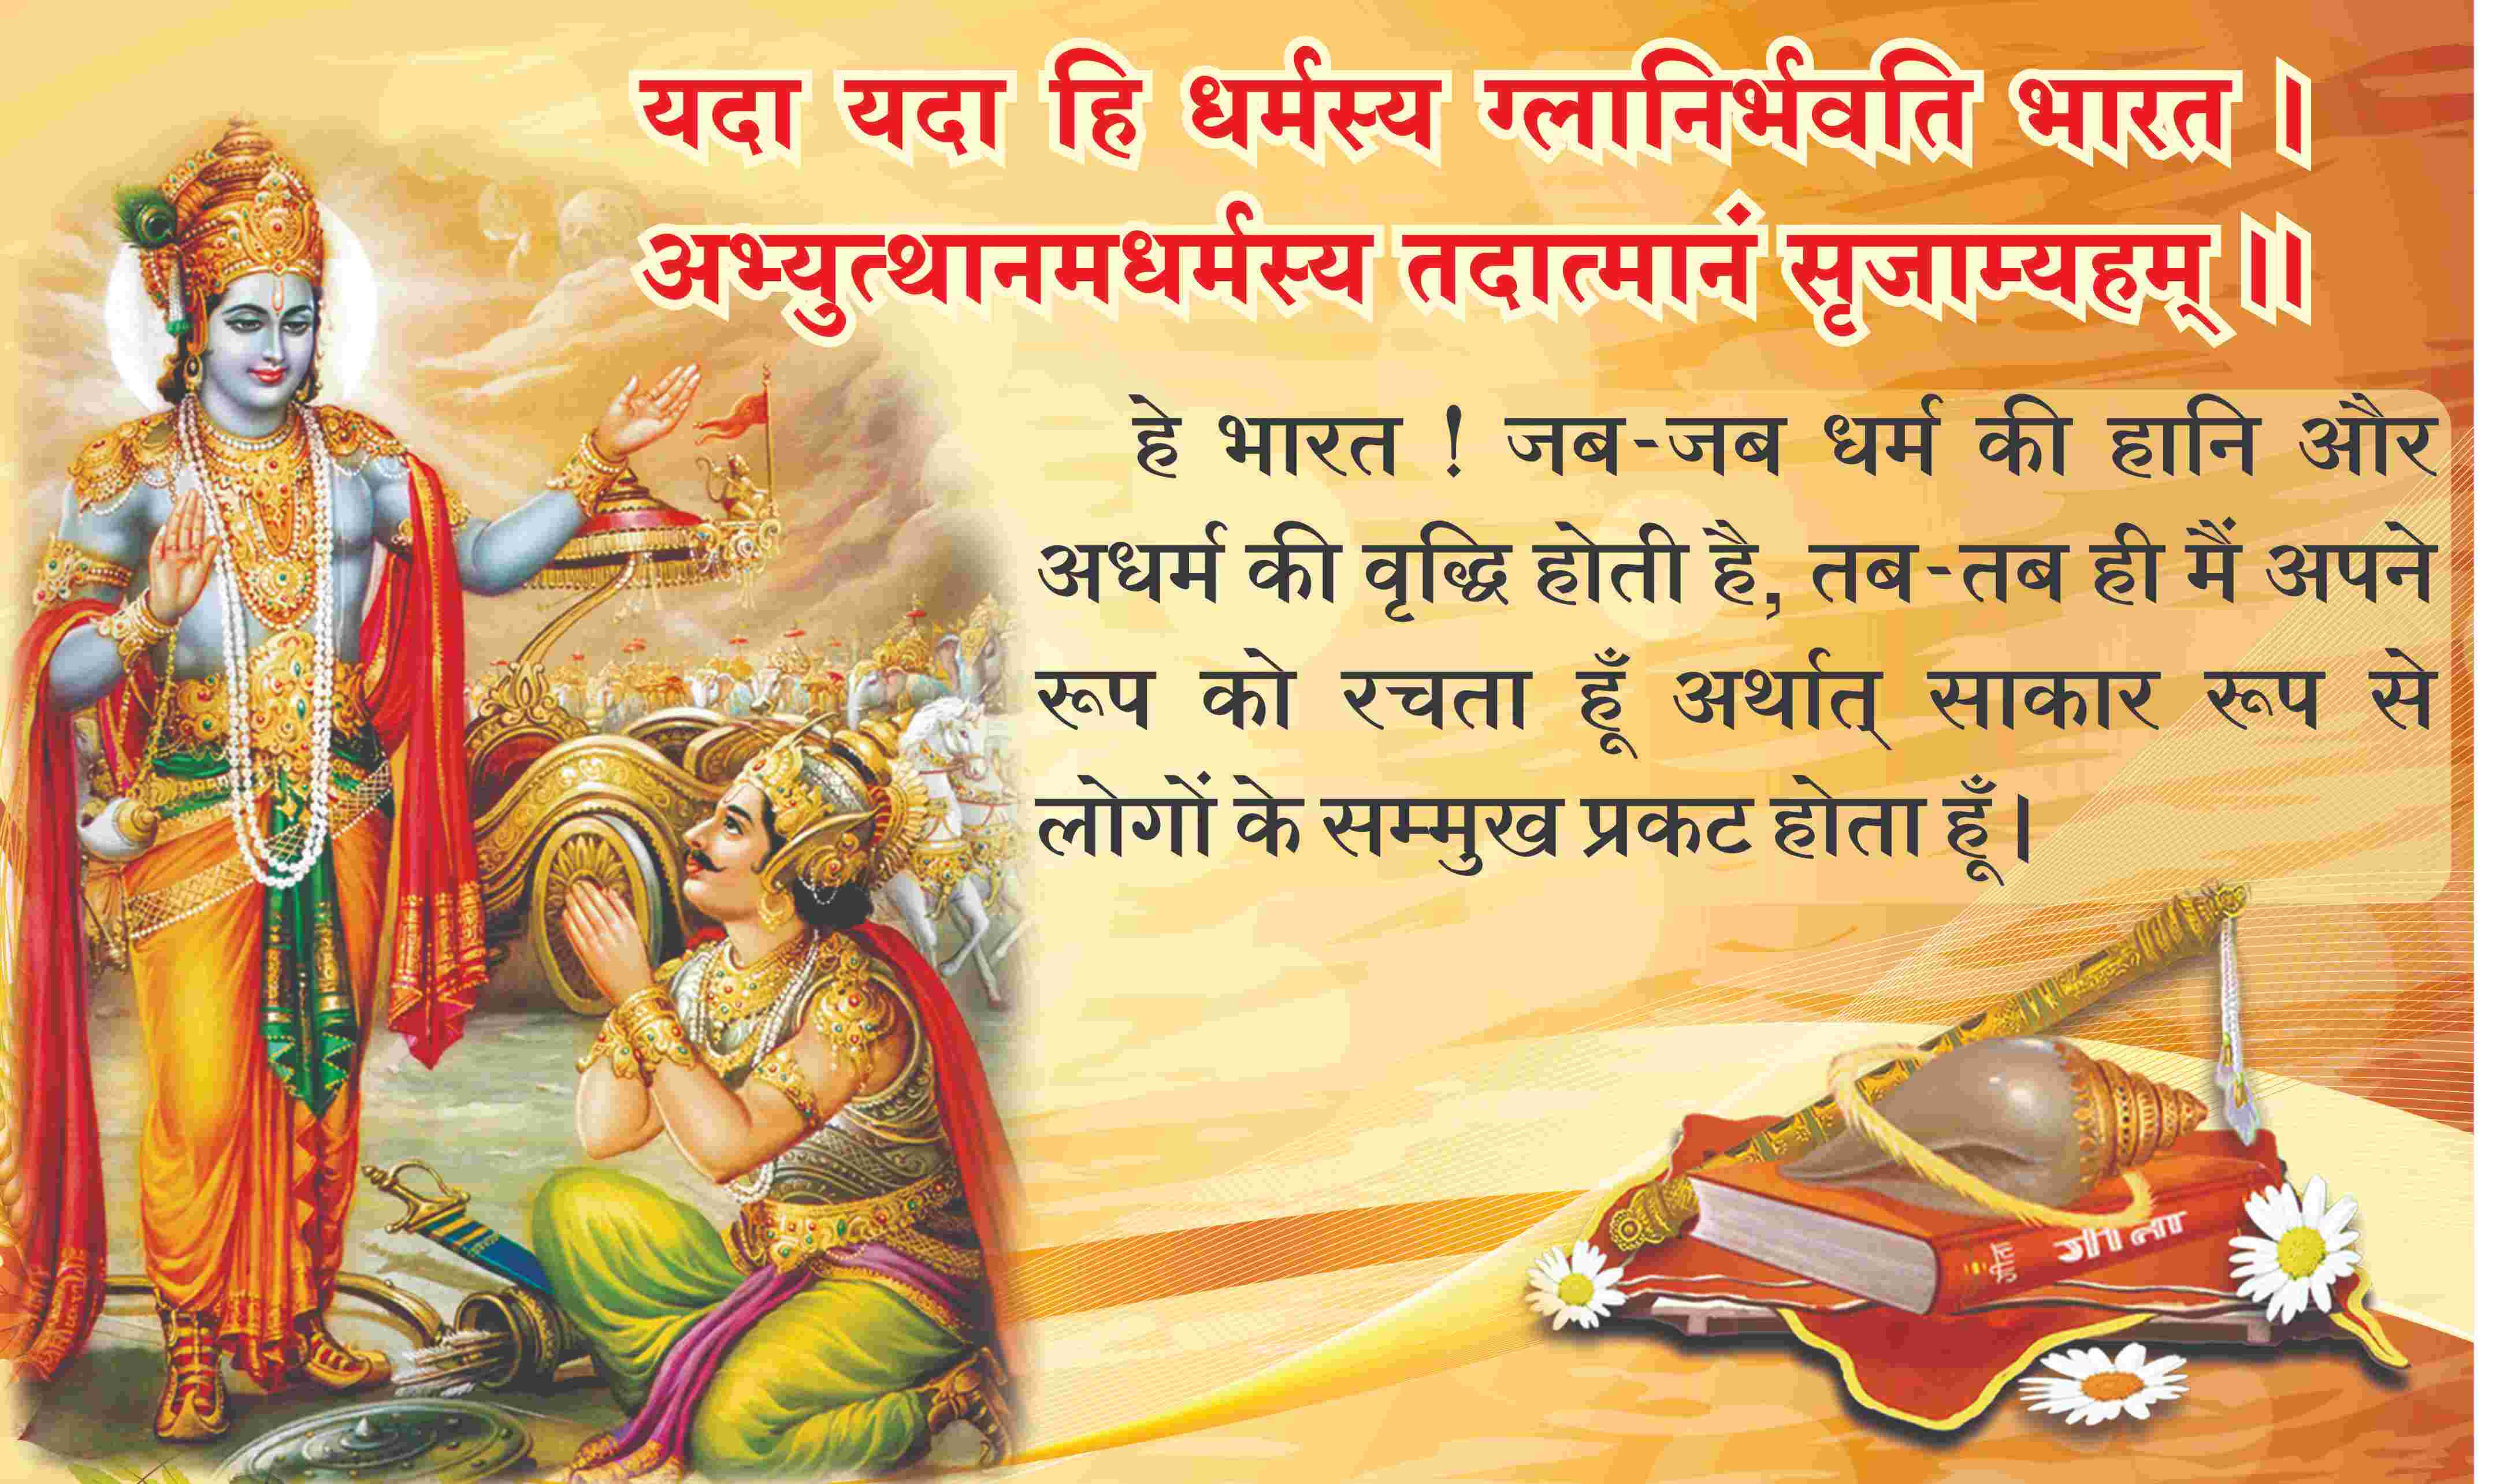 यदा यदा हि धर्मस्य ग्लानिर्भवति भारत ।
अभ्युत्थानमधर्मस्य तदात्मानं सृजाम्यहम् ॥
हे भारत ! जब-जब धर्म की हानि और
अधर्म की वृद्धि होती है, तब-तब ही मैं अपने
रूप को रचता हूँ अर्थात् साकार रूप से
लोगों के सम्मुख प्रकट होता हूँ।
गीता
गीता